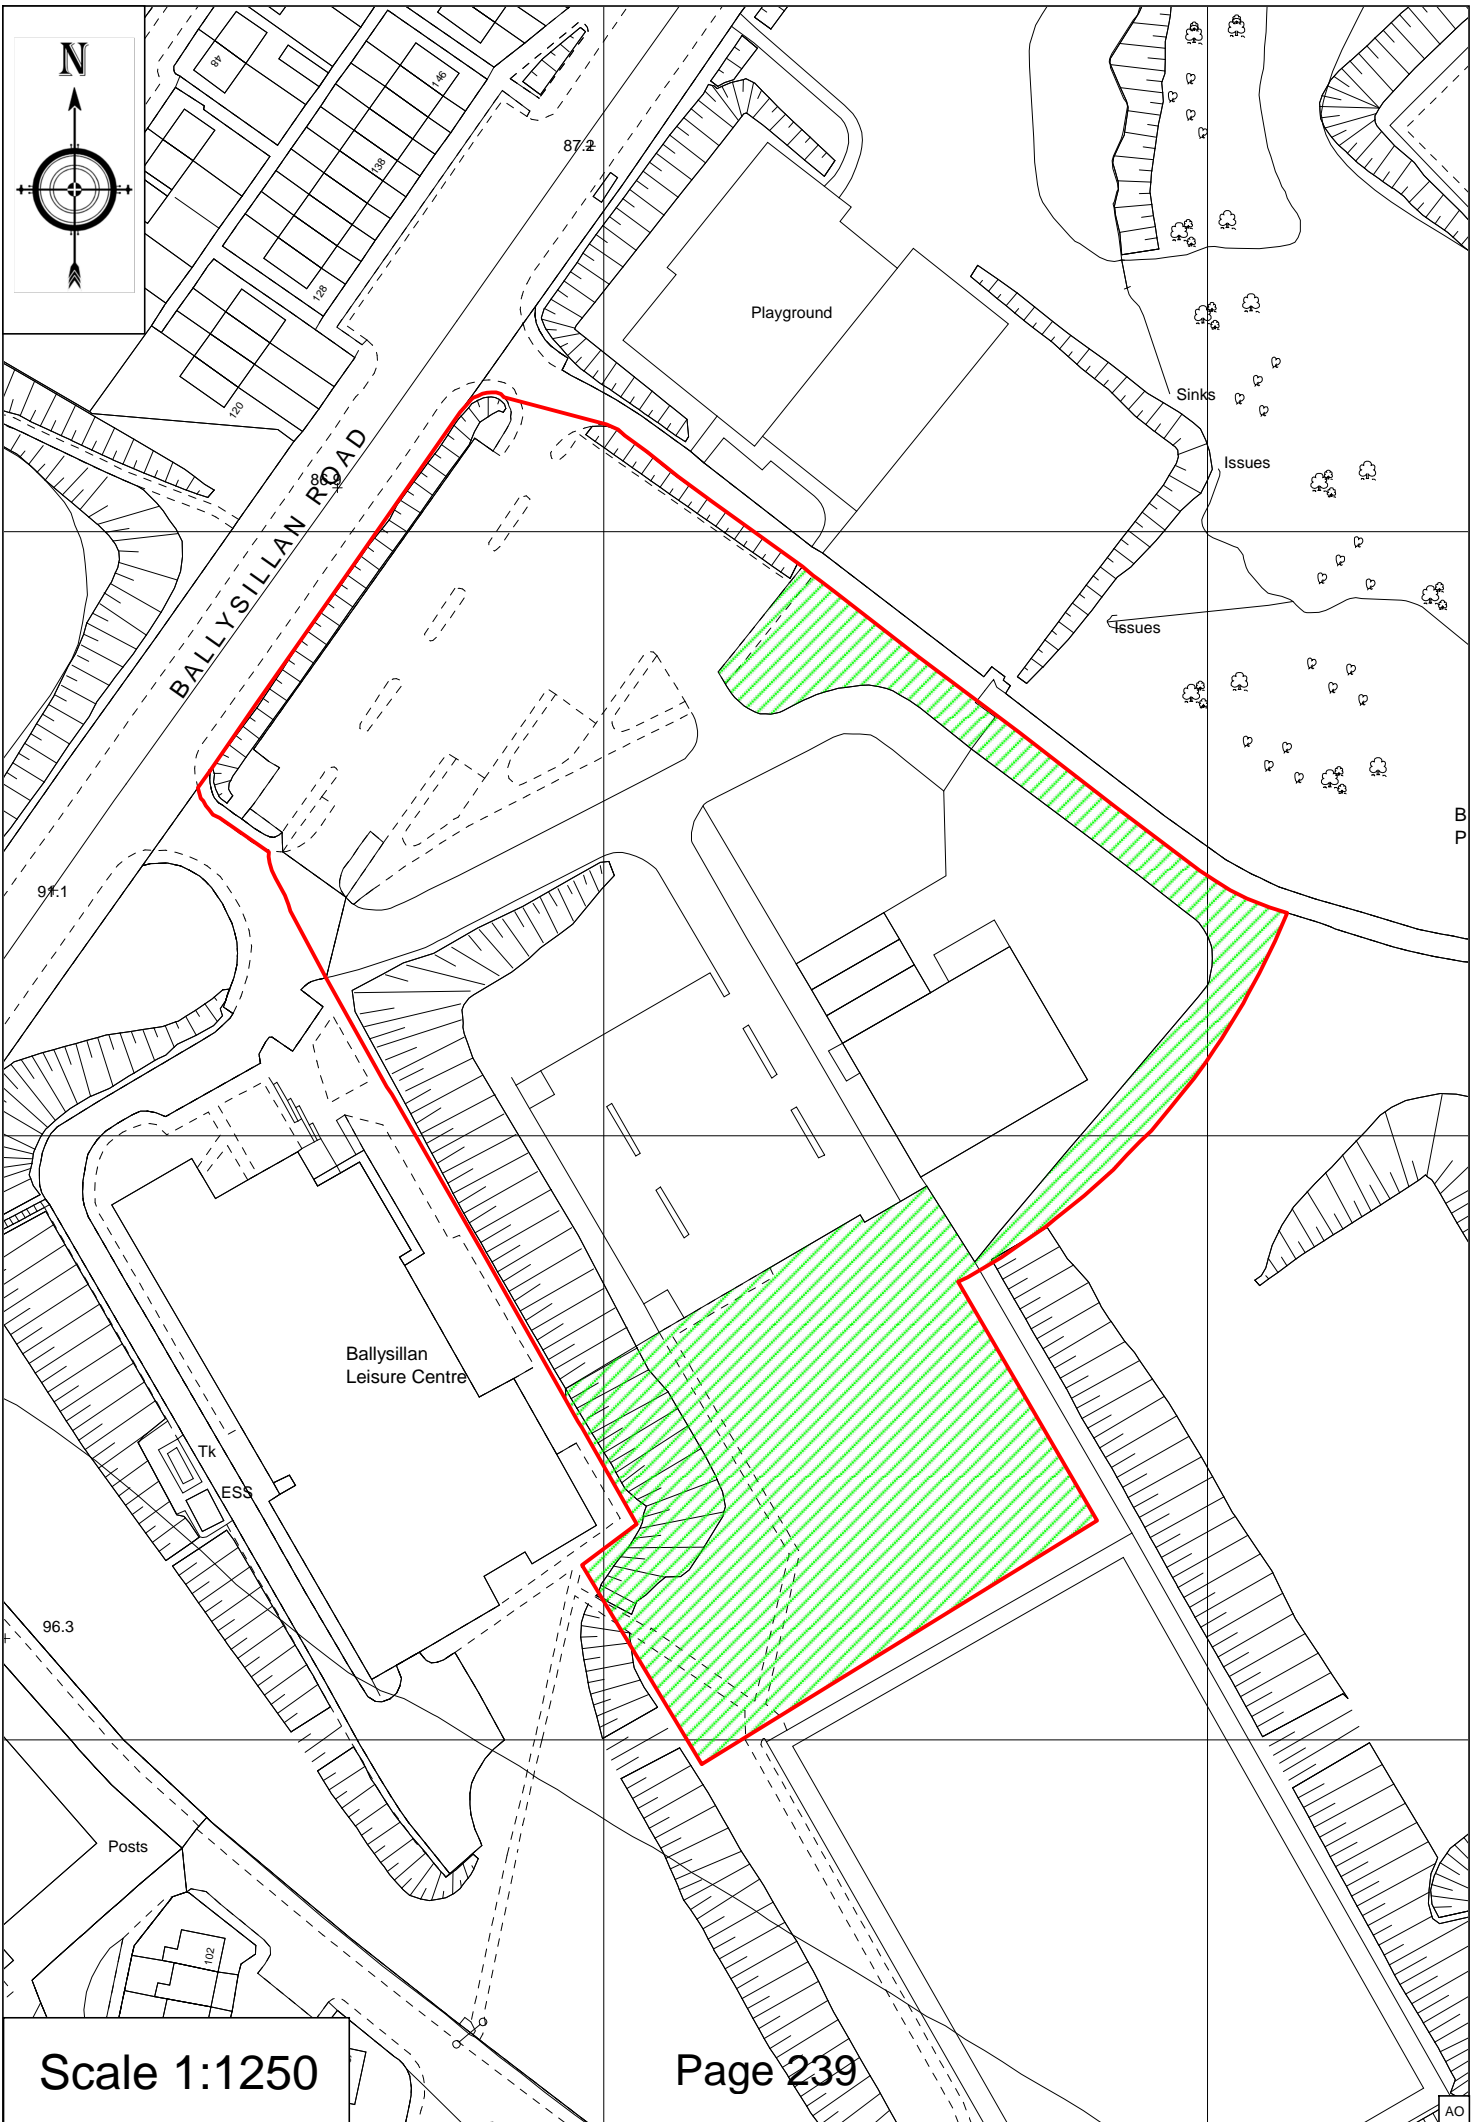 N
48
146
138
128
120
87.2
Playground
Sinks
Issues
Issues
86.9
BALLYSILLAN ROAD
91.1
B
P
Ballysillan
Leisure Centre
Tk
ESS
96.3
Posts
102
Scale 1:1250
Page 239
AO